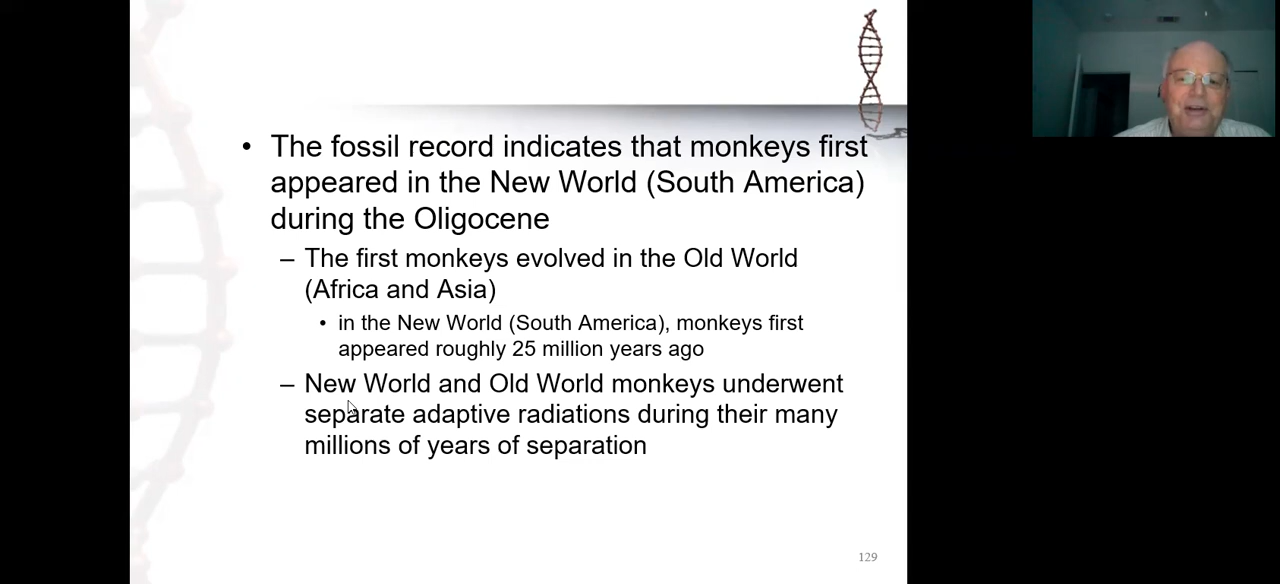 • The fossil record indicates that monkeys first
appeared in the New World (South America)
during the Oligocene
– The first monkeys evolved in the Old World
(Africa and Asia)
• in the New World (South America), monkeys first
appeared roughly 25 million years ago
– New World and Old World monkeys underwent
separate adaptive radiations during their many
millions of years of separation
129